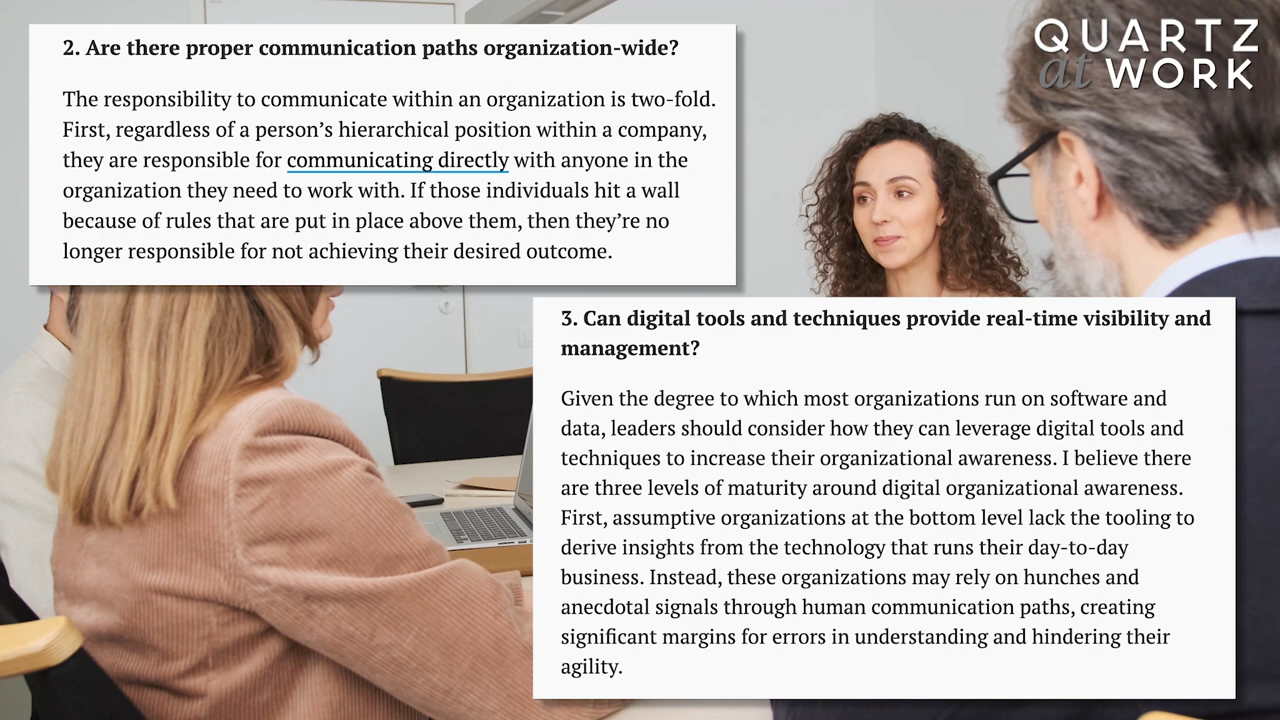 QUARTZ
at WORK
2. Are there proper communication paths organization-wide?
The responsibility to communicate within an organization is two-fold.
First, regardless of a person’s hierarchical position within a company,
they are responsible for communicating directly with anyone in the
organization they need to work with. If those individuals hit a wall
because of rules that are put in place above them, then they’re no
longer responsible for not achieving their desired outcome.
3. Can digital tools and techniques provide real-time visibility and
management?
Given the degree to which most organizations run on software and
data, leaders should consider how they can leverage digital tools and
techniques to increase their organizational awareness. I believe there
are three levels of maturity around digital organizational awareness.
First, assumptive organizations at the bottom level lack the tooling to
derive insights from the technology that runs their day-to-day
business. Instead, these organizations may rely on hunches and
anecdotal signals through human communication paths, creating
significant margins for errors in understanding and hindering their
agility.